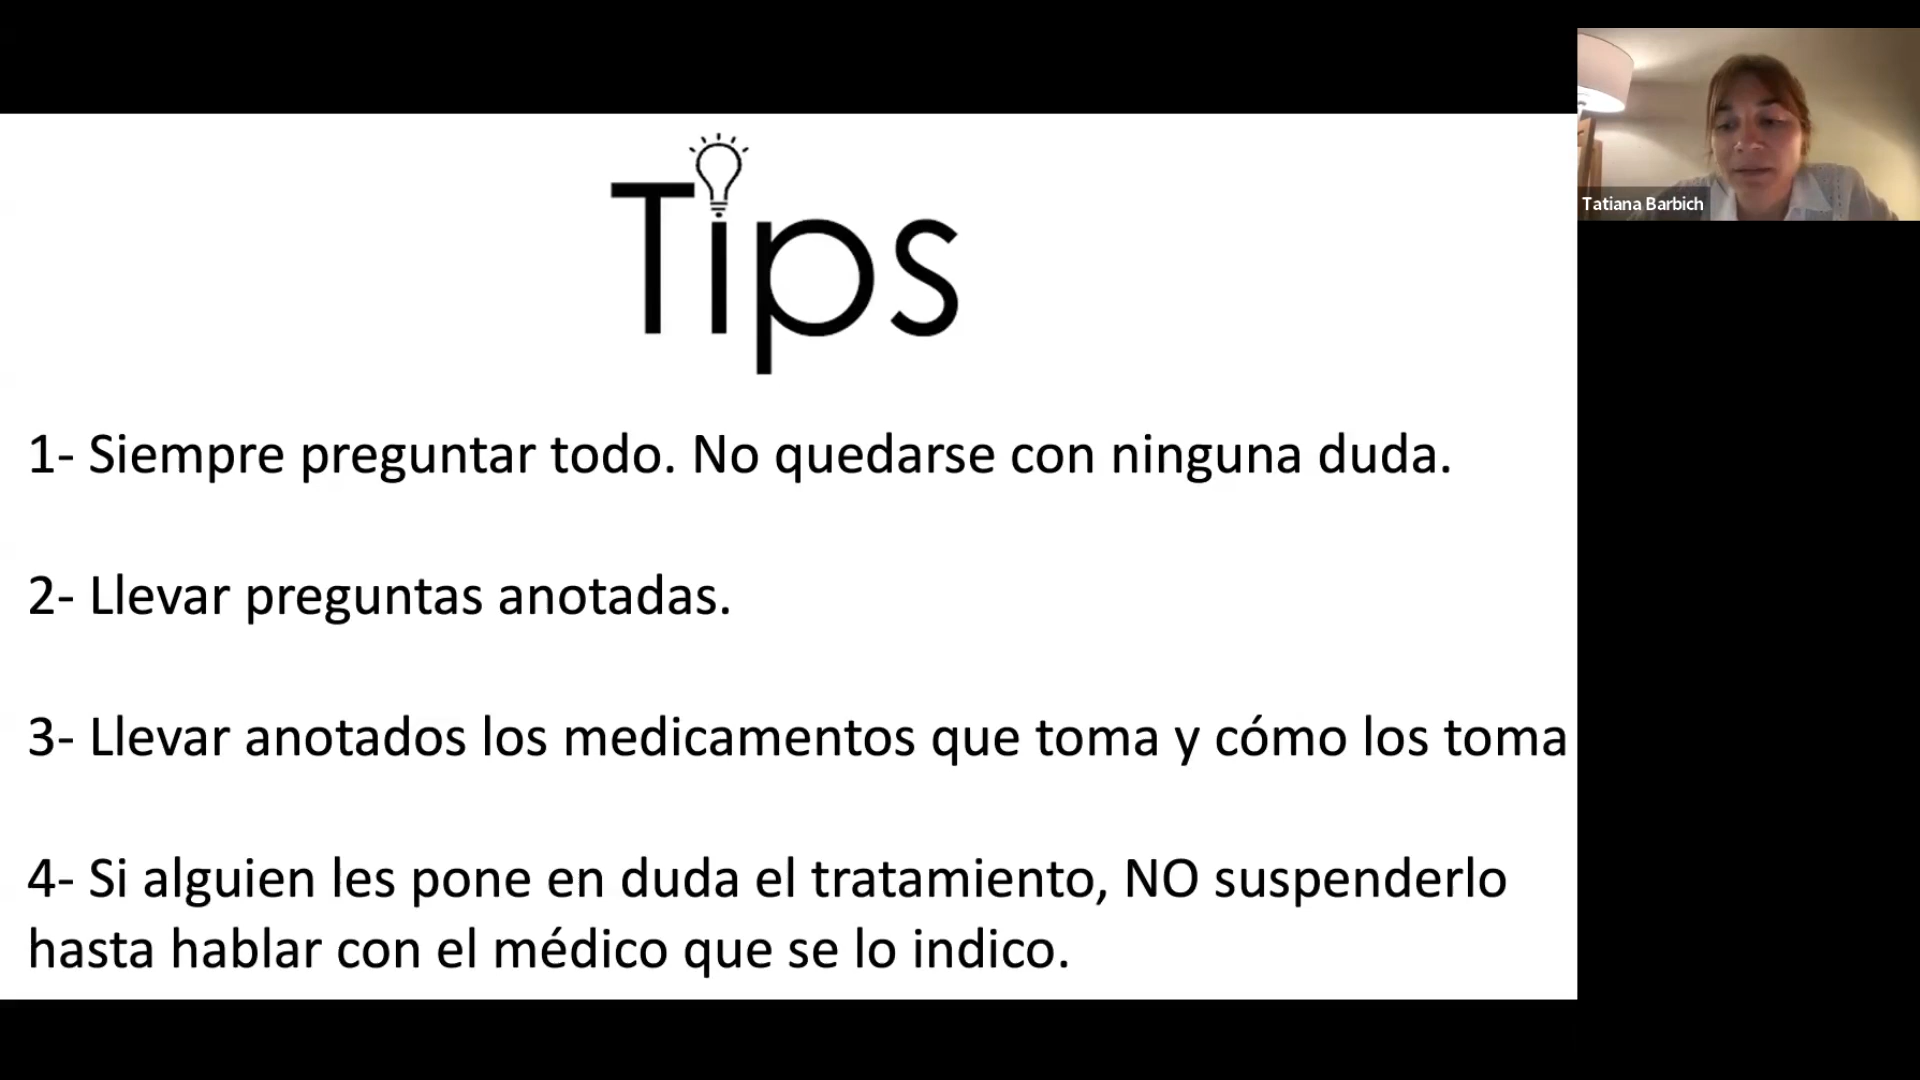 Tips
Tatiana Barbich
1- Siempre preguntar todo. No quedarse con ninguna duda.
2- Llevar preguntas anotadas.
3- Llevar anotados los medicamentos que toma y cómo los toma
4- Si alguien les pone en duda el tratamiento, NO suspenderlo
hasta hablar con el médico que se lo indico.